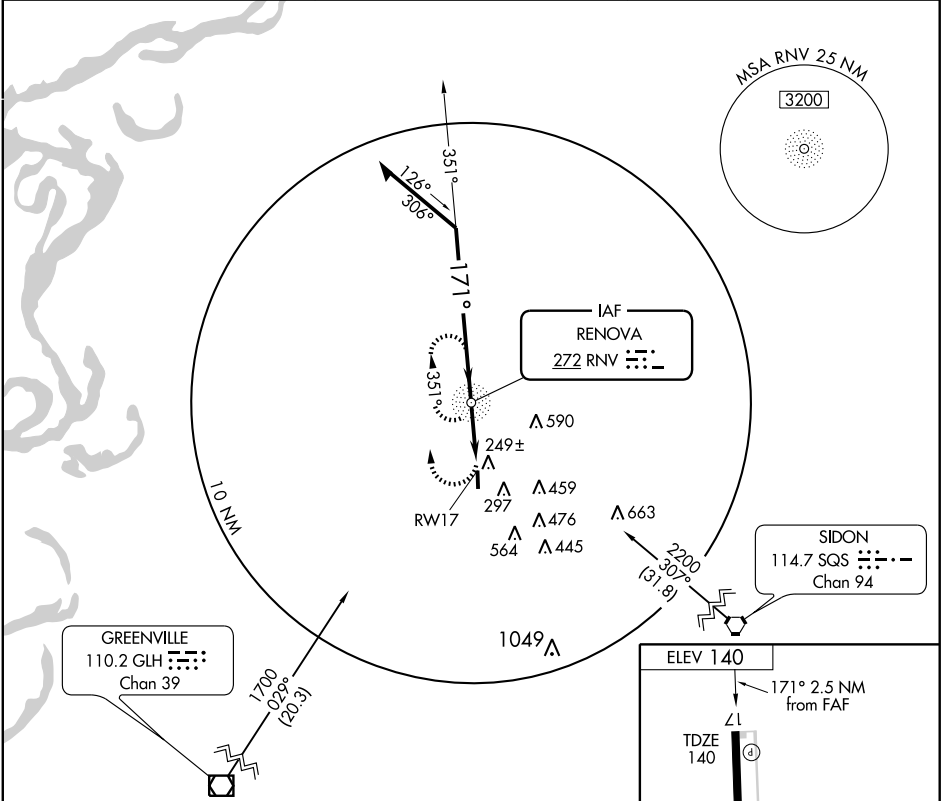 MSA RNV 25 NM
3200
351°
126°
306°
171°
IAF
RENOVA
272 RNV
351°
590
249±
297
459
RW17
476
564
445
663
10 NM
2200
307°
(31.8)
SIDON
114.7 SQS
Chan 94
GREENVILLE
110.2 GLH
Chan 39
1700
029°
(20.3)
1049
ELEV 140
171° 2.5 NM
from FAF
17
TDZE
140
P